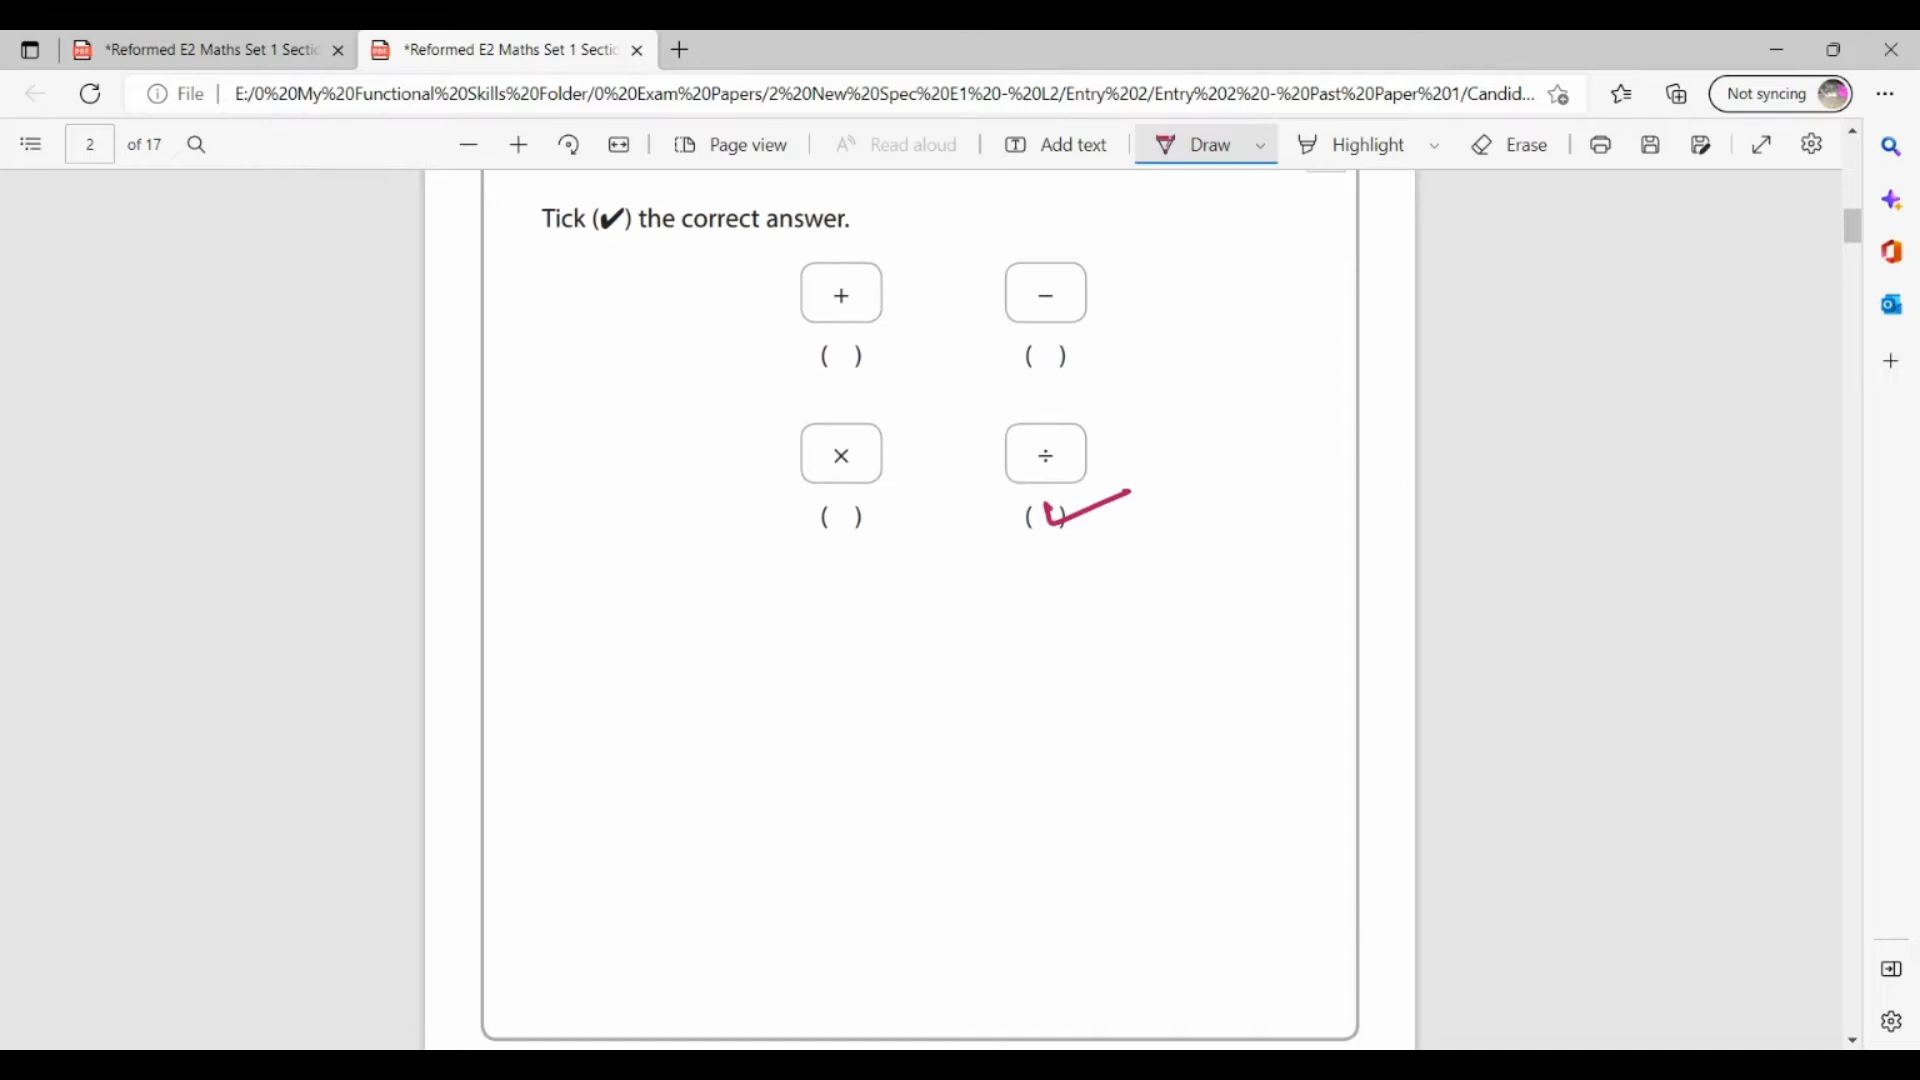 *Reformed E2 Maths Set 1 Sectio
*Reformed E2 Maths Set 1 Sectio
File
E:/0%20My%20Functional%20Skills%20Folder/0%20Exam%20Papers/2%20New%20Spec%20E1%20-%20L2/Entry%202/Entry%202%20-%20Past%20Paper%201/Candid...
Not syncing
2 of 17
Page view
Read aloud
Add text
Draw
Highlight
Erase
Tick (✔) the correct answer.
+ −
( ) ( )
× ÷
( ) ( )